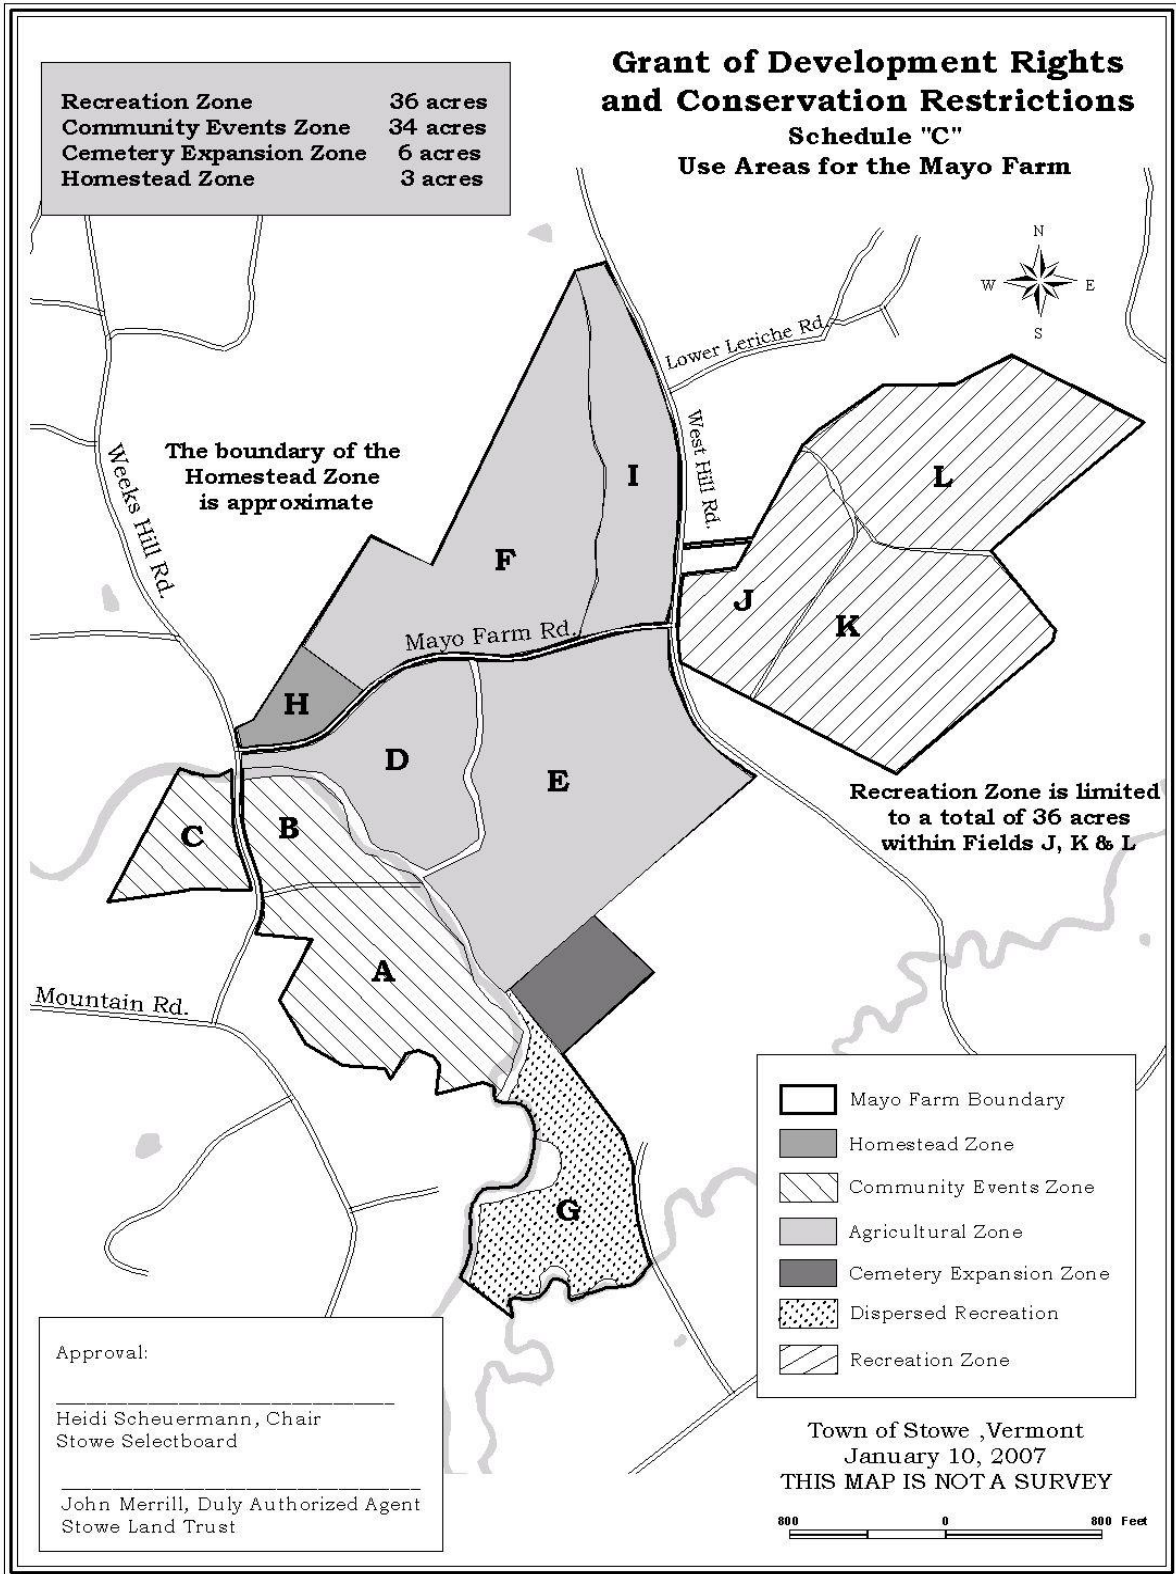 Grant of Development Rights
and Conservation Restrictions
Schedule "C"
Use Areas for the Mayo Farm
Recreation Zone 36 acres
Community Events Zone 34 acres
Cemetery Expansion Zone 6 acres
Homestead Zone 3 acres
N
W E
S
Lower Leriche Rd.
West Hill Rd.
Weeks Hill Rd.
The boundary of the
Homestead Zone
is approximate
I
L
F
J
K
Mayo Farm Rd.
H
D
E
Recreation Zone is limited
to a total of 36 acres
within Fields J, K & L
C
B
A
Mountain Rd.
G
Mayo Farm Boundary
Homestead Zone
Community Events Zone
Agricultural Zone
Cemetery Expansion Zone
Dispersed Recreation
Recreation Zone
Approval:
Heidi Scheuermann, Chair
Stowe Selectboard
John Merrill, Duly Authorized Agent
Stowe Land Trust
Town of Stowe ,Vermont
January 10, 2007
THIS MAP IS NOT A SURVEY
800 0 800 Feet